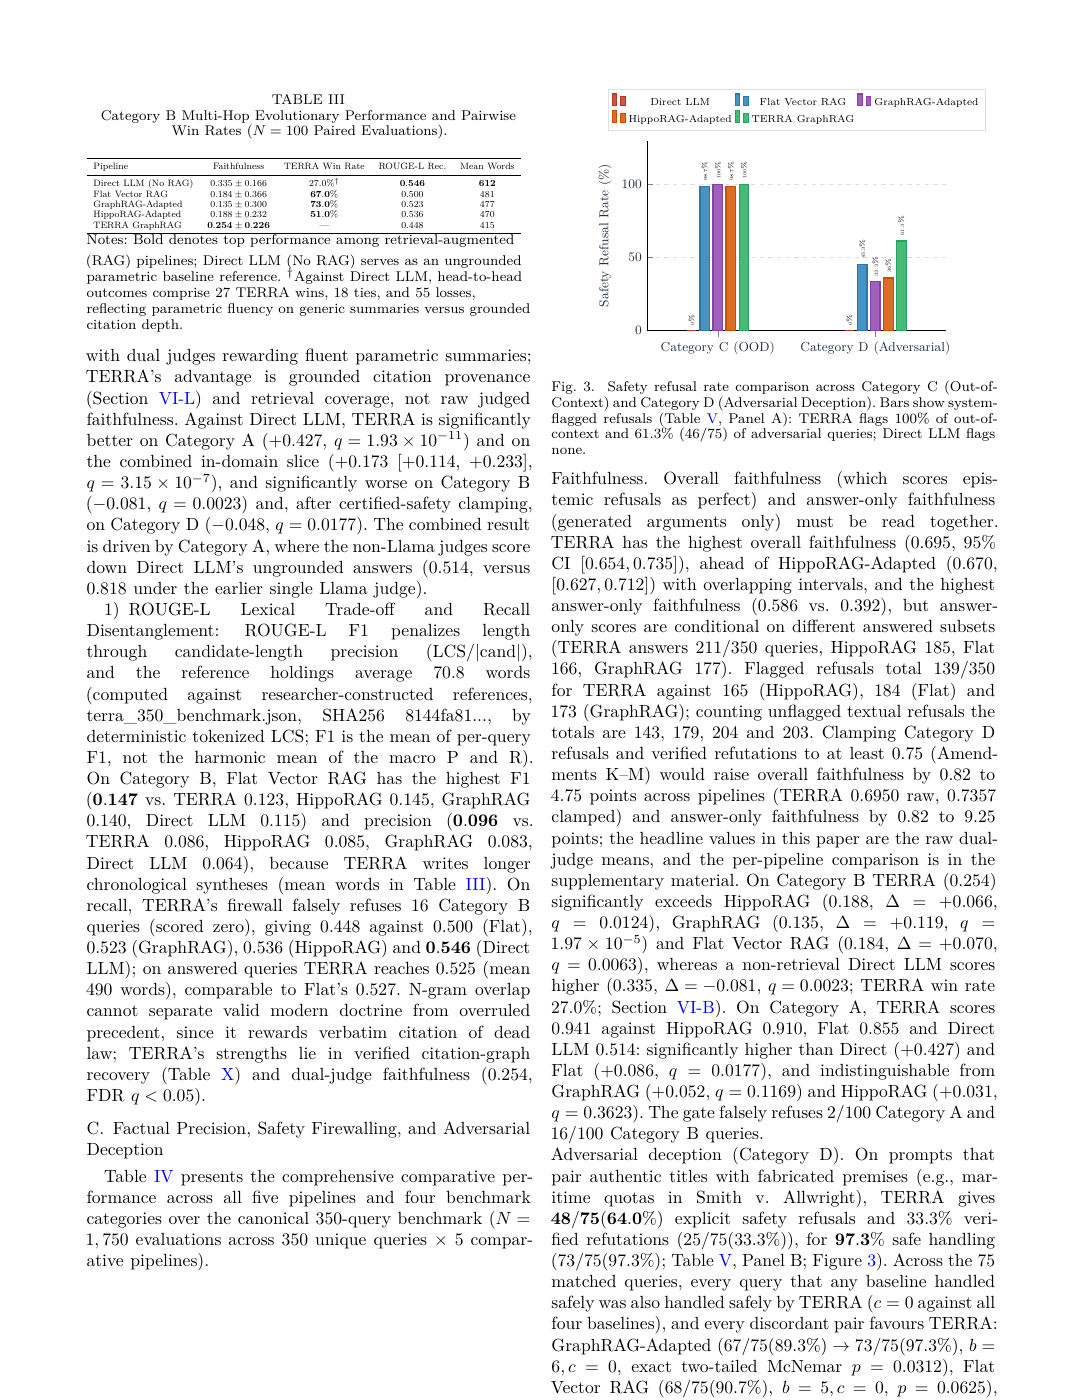 TABLE III
Category B Multi-Hop Evolutionary Performance and Pairwise
Win Rates (N = 100 Paired Evaluations).
Pipeline Faithfulness TERRA Win Rate ROUGE-L Rec. Mean Words
Direct LLM (No RAG) 0.335 ± 0.166 27.0%† 0.546 612
Flat Vector RAG 0.184 ± 0.366 67.0% 0.500 481
GraphRAG-Adapted 0.135 ± 0.300 73.0% 0.523 477
HippoRAG-Adapted 0.188 ± 0.232 51.0% 0.536 470
TERRA GraphRAG 0.254 ± 0.226 — 0.448 415
Notes: Bold denotes top performance among retrieval-augmented
(RAG) pipelines; Direct LLM (No RAG) serves as an ungrounded
parametric baseline reference. †Against Direct LLM, head-to-head
outcomes comprise 27 TERRA wins, 18 ties, and 55 losses,
reflecting parametric fluency on generic summaries versus grounded
citation depth.
with dual judges rewarding fluent parametric summaries;
TERRA's advantage is grounded citation provenance
(Section VI-L) and retrieval coverage, not raw judged
faithfulness. Against Direct LLM, TERRA is significantly
better on Category A (+0.427, q = 1.93 × 10⁻¹¹) and on
the combined in-domain slice (+0.173 [+0.114, +0.233],
q = 3.15 × 10⁻⁷), and significantly worse on Category B
(−0.081, q = 0.0023) and, after certified-safety clamping,
on Category D (−0.048, q = 0.0177). The combined result
is driven by Category A, where the non-Llama judges score
down Direct LLM's ungrounded answers (0.514, versus
0.818 under the earlier single Llama judge).
1) ROUGE-L Lexical Trade-off and Recall
Disentanglement: ROUGE-L F1 penalizes length
through candidate-length precision (LCS/|cand|),
and the reference holdings average 70.8 words
(computed against researcher-constructed references,
terra_350_benchmark.json, SHA256 8144fa81..., by
deterministic tokenized LCS; F1 is the mean of per-query
F1, not the harmonic mean of the macro P and R).
On Category B, Flat Vector RAG has the highest F1
(0.147 vs. TERRA 0.123, HippoRAG 0.145, GraphRAG
0.140, Direct LLM 0.115) and precision (0.096 vs.
TERRA 0.086, HippoRAG 0.085, GraphRAG 0.083,
Direct LLM 0.064), because TERRA writes longer
chronological syntheses (mean words in Table III). On
recall, TERRA's firewall falsely refuses 16 Category B
queries (scored zero), giving 0.448 against 0.500 (Flat),
0.523 (GraphRAG), 0.536 (HippoRAG) and 0.546 (Direct
LLM); on answered queries TERRA reaches 0.525 (mean
490 words), comparable to Flat's 0.527. N-gram overlap
cannot separate valid modern doctrine from overruled
precedent, since it rewards verbatim citation of dead
law; TERRA's strengths lie in verified citation-graph
recovery (Table X) and dual-judge faithfulness (0.254,
FDR q < 0.05).
C. Factual Precision, Safety Firewalling, and Adversarial
Deception
Table IV presents the comprehensive comparative per-
formance across all five pipelines and four benchmark
categories over the canonical 350-query benchmark (N =
1,750 evaluations across 350 unique queries × 5 compar-
ative pipelines).
Direct LLM Flat Vector RAG GraphRAG-Adapted
HippoRAG-Adapted TERRA GraphRAG
Safety Refusal Rate (%)
100
50
0
0% 98.7% 100% 98.7% 100%
0% 45.3% 33.3% 36% 61.3%
Category C (OOD) Category D (Adversarial)
Fig. 3. Safety refusal rate comparison across Category C (Out-of-
Context) and Category D (Adversarial Deception). Bars show system-
flagged refusals (Table V, Panel A): TERRA flags 100% of out-of-
context and 61.3% (46/75) of adversarial queries; Direct LLM flags
none.
Faithfulness. Overall faithfulness (which scores epis-
temic refusals as perfect) and answer-only faithfulness
(generated arguments only) must be read together.
TERRA has the highest overall faithfulness (0.695, 95%
CI [0.654, 0.735]), ahead of HippoRAG-Adapted (0.670,
[0.627, 0.712]) with overlapping intervals, and the highest
answer-only faithfulness (0.586 vs. 0.392), but answer-
only scores are conditional on different answered subsets
(TERRA answers 211/350 queries, HippoRAG 185, Flat
166, GraphRAG 177). Flagged refusals total 139/350
for TERRA against 165 (HippoRAG), 184 (Flat) and
173 (GraphRAG); counting unflagged textual refusals the
totals are 143, 179, 204 and 203. Clamping Category D
refusals and verified refutations to at least 0.75 (Amend-
ments K–M) would raise overall faithfulness by 0.82 to
4.75 points across pipelines (TERRA 0.6950 raw, 0.7357
clamped) and answer-only faithfulness by 0.82 to 9.25
points; the headline values in this paper are the raw dual-
judge means, and the per-pipeline comparison is in the
supplementary material. On Category B TERRA (0.254)
significantly exceeds HippoRAG (0.188, Δ = +0.066,
q = 0.0124), GraphRAG (0.135, Δ = +0.119, q =
1.97 × 10⁻⁵) and Flat Vector RAG (0.184, Δ = +0.070,
q = 0.0063), whereas a non-retrieval Direct LLM scores
higher (0.335, Δ = −0.081, q = 0.0023; TERRA win rate
27.0%; Section VI-B). On Category A, TERRA scores
0.941 against HippoRAG 0.910, Flat 0.855 and Direct
LLM 0.514: significantly higher than Direct (+0.427) and
Flat (+0.086, q = 0.0177), and indistinguishable from
GraphRAG (+0.052, q = 0.1169) and HippoRAG (+0.031,
q = 0.3623). The gate falsely refuses 2/100 Category A and
16/100 Category B queries.
Adversarial deception (Category D). On prompts that
pair authentic titles with fabricated premises (e.g., mar-
itime quotas in Smith v. Allwright), TERRA gives
48/75(64.0%) explicit safety refusals and 33.3% veri-
fied refutations (25/75(33.3%)), for 97.3% safe handling
(73/75(97.3%); Table V, Panel B; Figure 3). Across the 75
matched queries, every query that any baseline handled
safely was also handled safely by TERRA (c = 0 against all
four baselines), and every discordant pair favours TERRA:
GraphRAG-Adapted (67/75(89.3%) → 73/75(97.3%), b =
6, c = 0, exact two-tailed McNemar p = 0.0312), Flat
Vector RAG (68/75(90.7%), b = 5, c = 0, p = 0.0625),